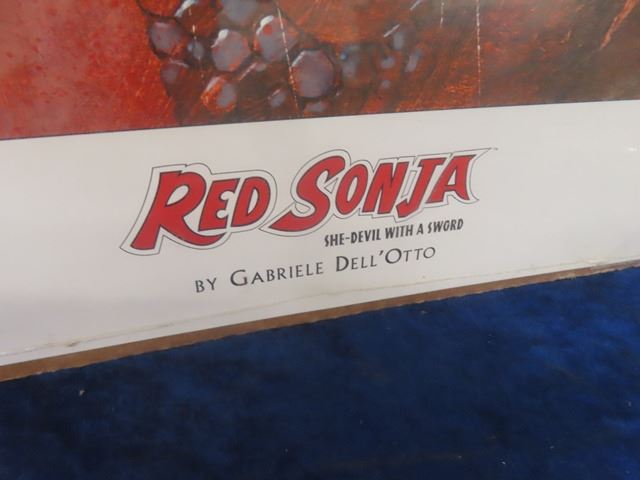 RED SONJA
SHE-DEVIL WITH A SWORD
BY GABRIELE DELL'OTTO